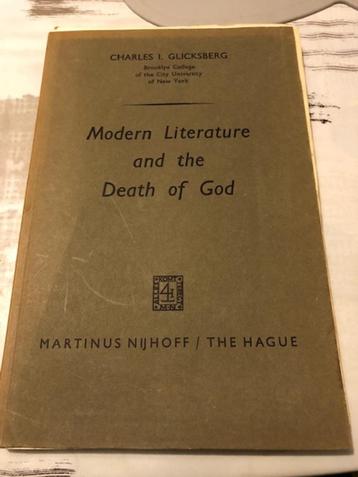 CHARLES I. GLICKSBERG
Brooklyn College
of the City University
of New York
Modern Literature
and the
Death of God
MARTINUS NIJHOFF / THE HAGUE